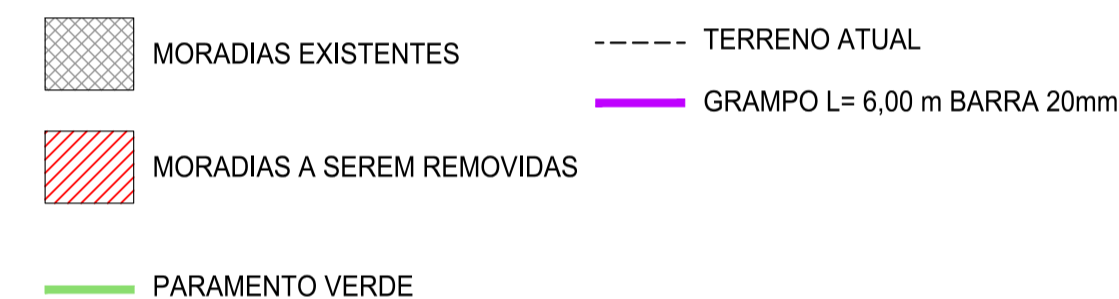 MORADIAS EXISTENTES
MORADIAS A SEREM REMOVIDAS
PARAMENTO VERDE
TERRENO ATUAL
GRAMPO L= 6,00 m BARRA 20mm